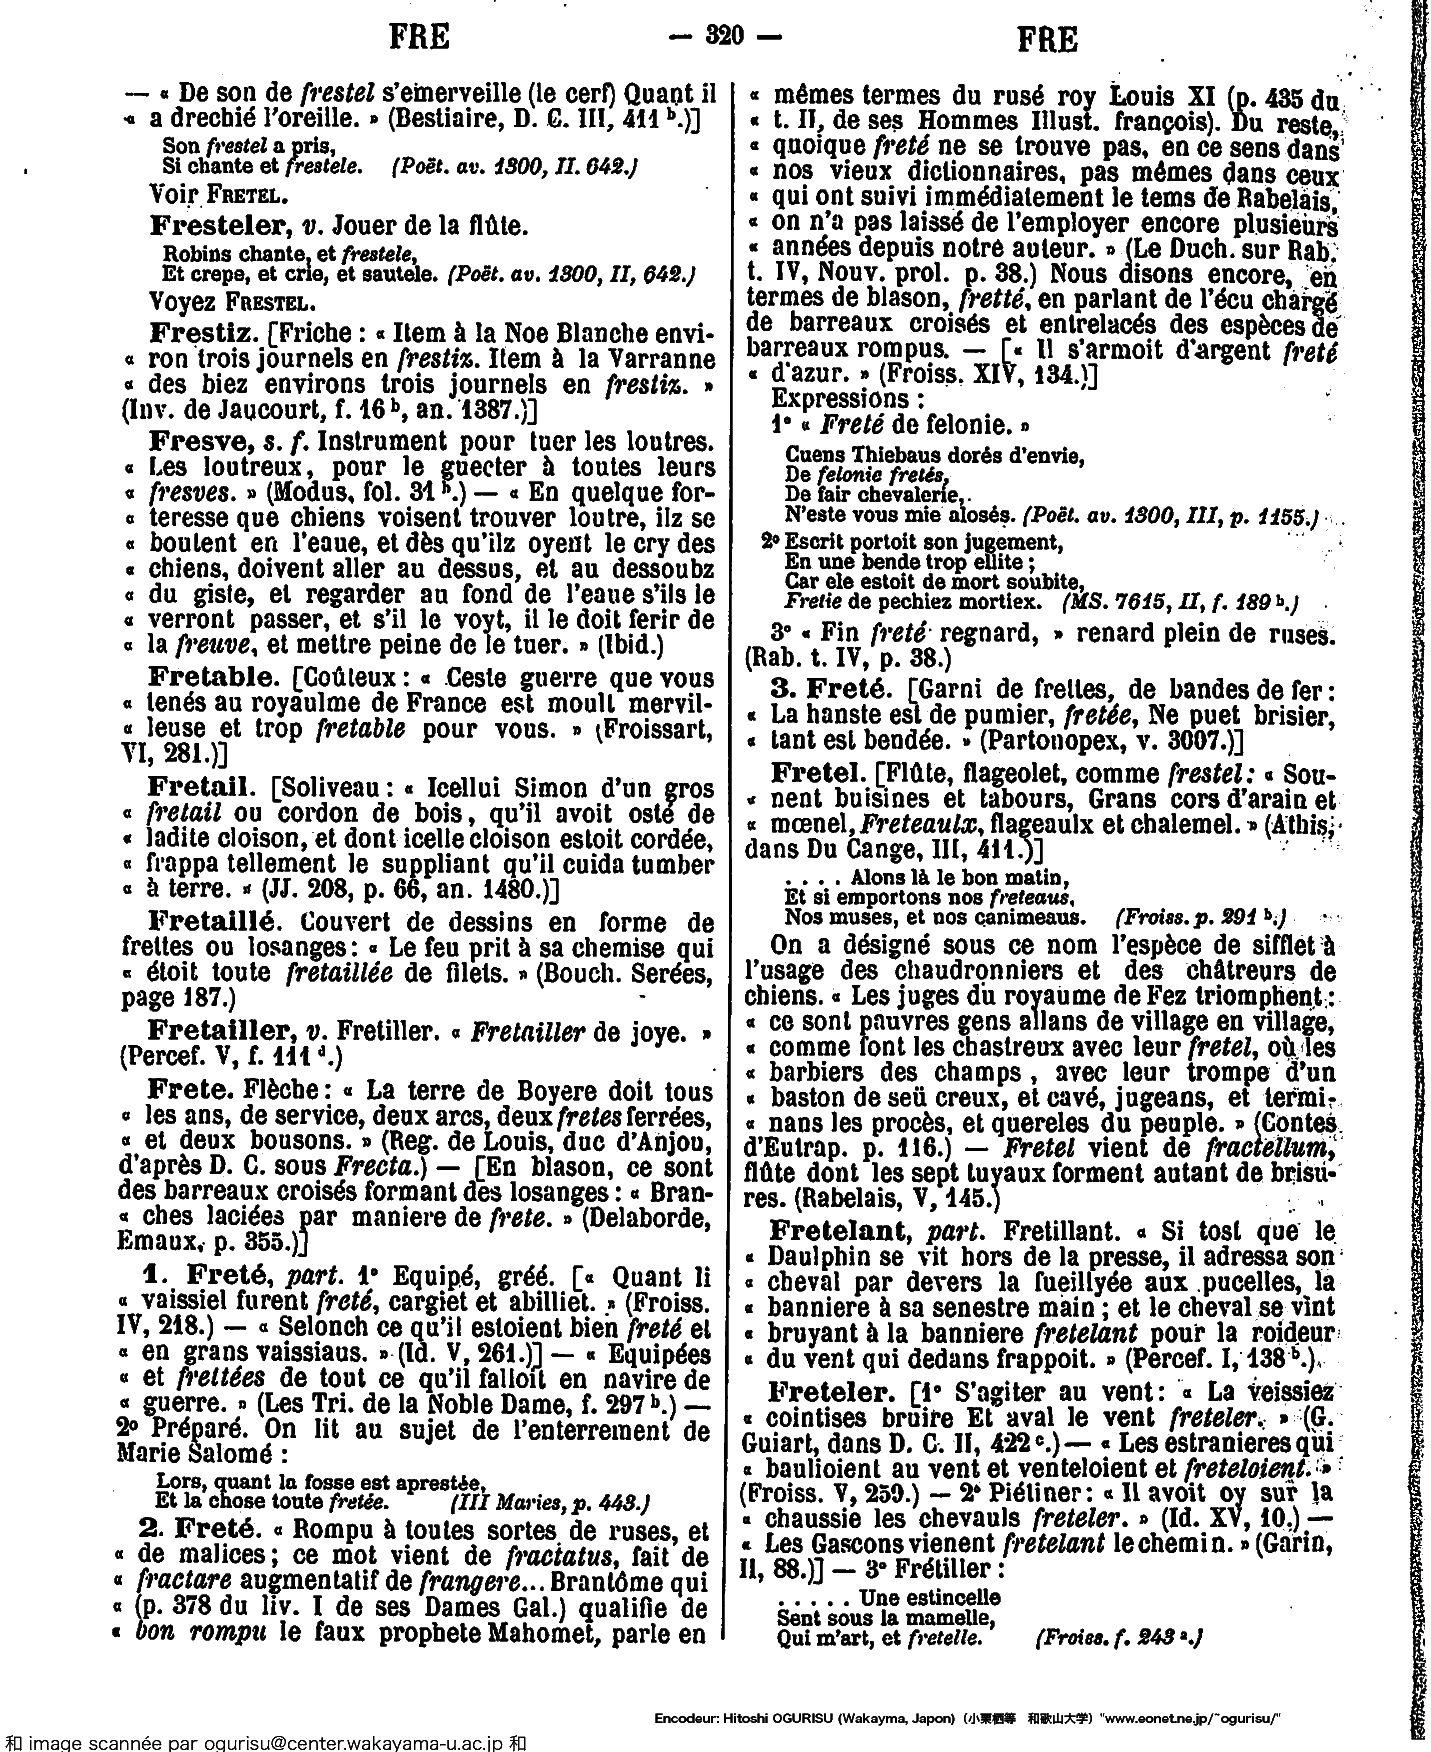 FRE — 320 — FRE
— « De son de frestel s'emerveille (le cerf) Quant il
« a drechié l'oreille. » (Bestiaire, D. C. III, 411 b.)]
Son frestel a pris,
Si chante et frestele. (Poët. av. 1300, II. 642.)
Voir FRETEL.
Fresteler, v. Jouer de la flûte.
Robins chante, et frestele,
Et crepe, et crie, et sautele. (Poët. av. 1300, II, 642.)
Voyez FRESTEL.
Frestiz. [Friche : « Item à la Noe Blanche envi-
« ron trois journels en frestiz. Item à la Varranne
« des biez environs trois journels en frestiz. »
(Inv. de Jaucourt, f. 16 b, an. 1387.)]
Fresve, s. f. Instrument pour tuer les loutres.
« Les loutreux, pour le guecter à toutes leurs
« fresves. » (Modus, fol. 31 b.) — « En quelque for-
« teresse que chiens voisent trouver loutre, ilz se
« boutent en l'eaue, et dès qu'ilz oyent le cry des
« chiens, doivent aller au dessus, et au dessoubz
« du giste, et regarder au fond de l'eaue s'ils le
« verront passer, et s'il le voyt, il le doit ferir de
« la freuve, et mettre peine de le tuer. » (Ibid.)
Fretable. [Coûteux : « Ceste guerre que vous
« tenés au royaulme de France est moult mervil-
« leuse et trop fretable pour vous. » (Froissart,
VI, 281.)]
Fretail. [Soliveau : « Icellui Simon d'un gros
« fretail ou cordon de bois, qu'il avoit osté de
« ladite cloison, et dont icelle cloison estoit cordée,
« frappa tellement le suppliant qu'il cuida tumber
« à terre. « (JJ. 208, p. 66, an. 1480.)]
Fretaillé. Couvert de dessins en forme de
frettes ou losanges : « Le feu prit à sa chemise qui
« étoit toute fretaillée de filets. » (Bouch. Serées,
page 187.)
Fretailler, v. Fretiller. « Fretailler de joye. »
(Percef. V, f. 111 d.)
Frete. Flèche : « La terre de Boyere doit tous
« les ans, de service, deux arcs, deux fretes ferrées,
« et deux bousons. » (Reg. de Louis, duc d'Anjou,
d'après D. C. sous Frecta.) — [En blason, ce sont
des barreaux croisés formant des losanges : « Bran-
« ches laciées par maniere de frete. » (Delaborde,
Emaux, p. 355.)]
1. Freté, part. 1° Equipé, gréé. [« Quant li
« vaissiel furent freté, cargiet et abilliet. » (Froiss.
IV, 218.) — « Selonch ce qu'il estoient bien freté et
« en grans vaissiaus. » (Id. V, 261.)] — « Equipées
« et frettées de tout ce qu'il falloit en navire de
« guerre. » (Les Tri. de la Noble Dame, f. 297 b.) —
2° Préparé. On lit au sujet de l'enterrement de
Marie Salomé :
Lors, quant la fosse est aprestée,
Et la chose toute fretée. (III Maries, p. 443.)
2. Freté. « Rompu à toutes sortes de ruses, et
« de malices ; ce mot vient de fractatus, fait de
« fractare augmentatif de frangere... Brantôme qui
« (p. 378 du liv. I de ses Dames Gal.) qualifie de
« bon rompu le faux prophete Mahomet, parle en
« mêmes termes du rusé roy Louis XI (p. 435 du
« t. II, de ses Hommes Illust. françois). Du reste,
« quoique freté ne se trouve pas, en ce sens dans
« nos vieux dictionnaires, pas mêmes dans ceux
« qui ont suivi immédiatement le tems de Rabelais,
« on n'a pas laissé de l'employer encore plusieurs
« années depuis notre auteur. » (Le Duch. sur Rab.
t. IV, Nouv. prol. p. 38.) Nous disons encore, en
termes de blason, fretté, en parlant de l'écu chargé
de barreaux croisés et entrelacés des espèces de
barreaux rompus. — [« Il s'armoit d'argent freté
« d'azur. » (Froiss. XIV, 134.)]
Expressions :
1° « Freté de felonie. »
Cuens Thiebaus dorés d'envie,
De felonie fretés,
De fair chevalerie,
N'este vous mie alosés. (Poët. av. 1300, III, p. 1155.)
2° Escrit portoit son jugement,
En une bende trop ellite ;
Car ele estoit de mort soubite,
Fretie de pechiez mortiex. (MS. 7615, II, f. 189 b.)
3° « Fin freté regnard, » renard plein de ruses.
(Rab. t. IV, p. 38.)
3. Freté. [Garni de frettes, de bandes de fer :
« La hanste est de pumier, fretée, Ne puet brisier,
« tant est bendée. » (Partonopex, v. 3007.)]
Fretel. [Flûte, flageolet, comme frestel : « Sou-
« nent buisines et tabours, Grans cors d'arain et
« mœnel, Freteaulx, flageaulx et chalemel. » (Athis,
dans Du Cange, III, 411.)]
. . . . Alons là le bon matin,
Et si emportons nos freteaus,
Nos muses, et nos canimeaus. (Froiss. p. 291 b.)
On a désigné sous ce nom l'espèce de sifflet à
l'usage des chaudronniers et des châtreurs de
chiens. « Les juges du royaume de Fez triomphent :
« ce sont pauvres gens allans de village en village,
« comme font les chastreux avec leur fretel, où les
« barbiers des champs, avec leur trompe d'un
« baston de seü creux, et cavé, jugeans, et termi-
« nans les procès, et quereles du peuple. » (Contes
d'Eutrap. p. 116.) — Fretel vient de fractellum,
flûte dont les sept tuyaux forment autant de brisu-
res. (Rabelais, V, 145.)
Fretelant, part. Fretillant. « Si tost que le
« Daulphin se vit hors de la presse, il adressa son
« cheval par devers la fueillyée aux pucelles, la
« banniere à sa senestre main ; et le cheval se vint
« bruyant à la banniere fretelant pour la roideur
« du vent qui dedans frappoit. » (Percef. I, 138 b.)
Freteler. [1° S'agiter au vent : « La veissiez
« cointises bruire Et aval le vent freteler. » (G.
Guiart, dans D. C. II, 422 c.) — « Les estranieres qui
« baulioient au vent et venteloient et freteloient. »
(Froiss. V, 259.) — 2° Piétiner : « Il avoit oy sur la
« chaussie les chevauls freteler. » (Id. XV, 10.) —
« Les Gascons vienent fretelant le chemin. » (Garin,
II, 88.)] — 3° Frétiller :
. . . . . Une estincelle
Sent sous la mamelle,
Qui m'art, et fretelle. (Froiss. f. 243 a.)
Encodeur: Hitoshi OGURISU (Wakayma, Japon) (小栗栖等 和歌山大学) "www.eonet.ne.jp/~ogurisu/"
和 image scannée par ogurisu@center.wakayama-u.ac.jp 和